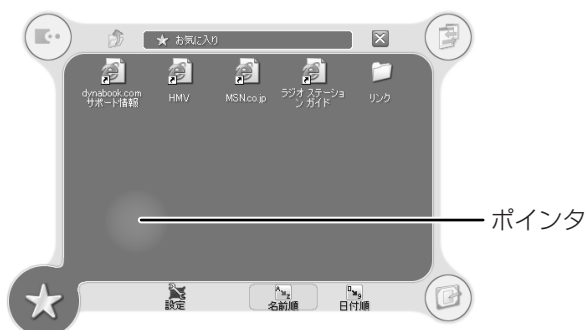 ★ お気に入り
dynabook.com
サポート情報
HMV
MSN.co.jp
ラジオ ステーショ
ン ガイド
リンク
ポインタ
設定
名前順
日付順